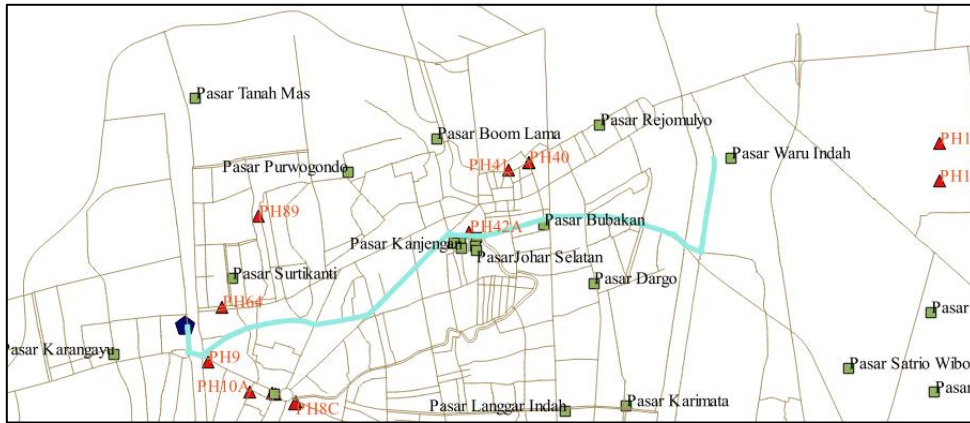 Pasar Tanah Mas
Pasar Rejomulyo
Pasar Boom Lama
PH1
PH40
Pasar Waru Indah
PH41
Pasar Purwogondo
PH1
PH89
Pasar Bubakan
PH42A
Pasar Kanjengan
PasarJohar Selatan
Pasar Surtikanti
Pasar Dargo
PH64
Pasar
Pasar Karangayu
PH9
Pasar Satrio Wibo
PH10A
Pasar
PH8C
Pasar Langgar Indah
Pasar Karimata